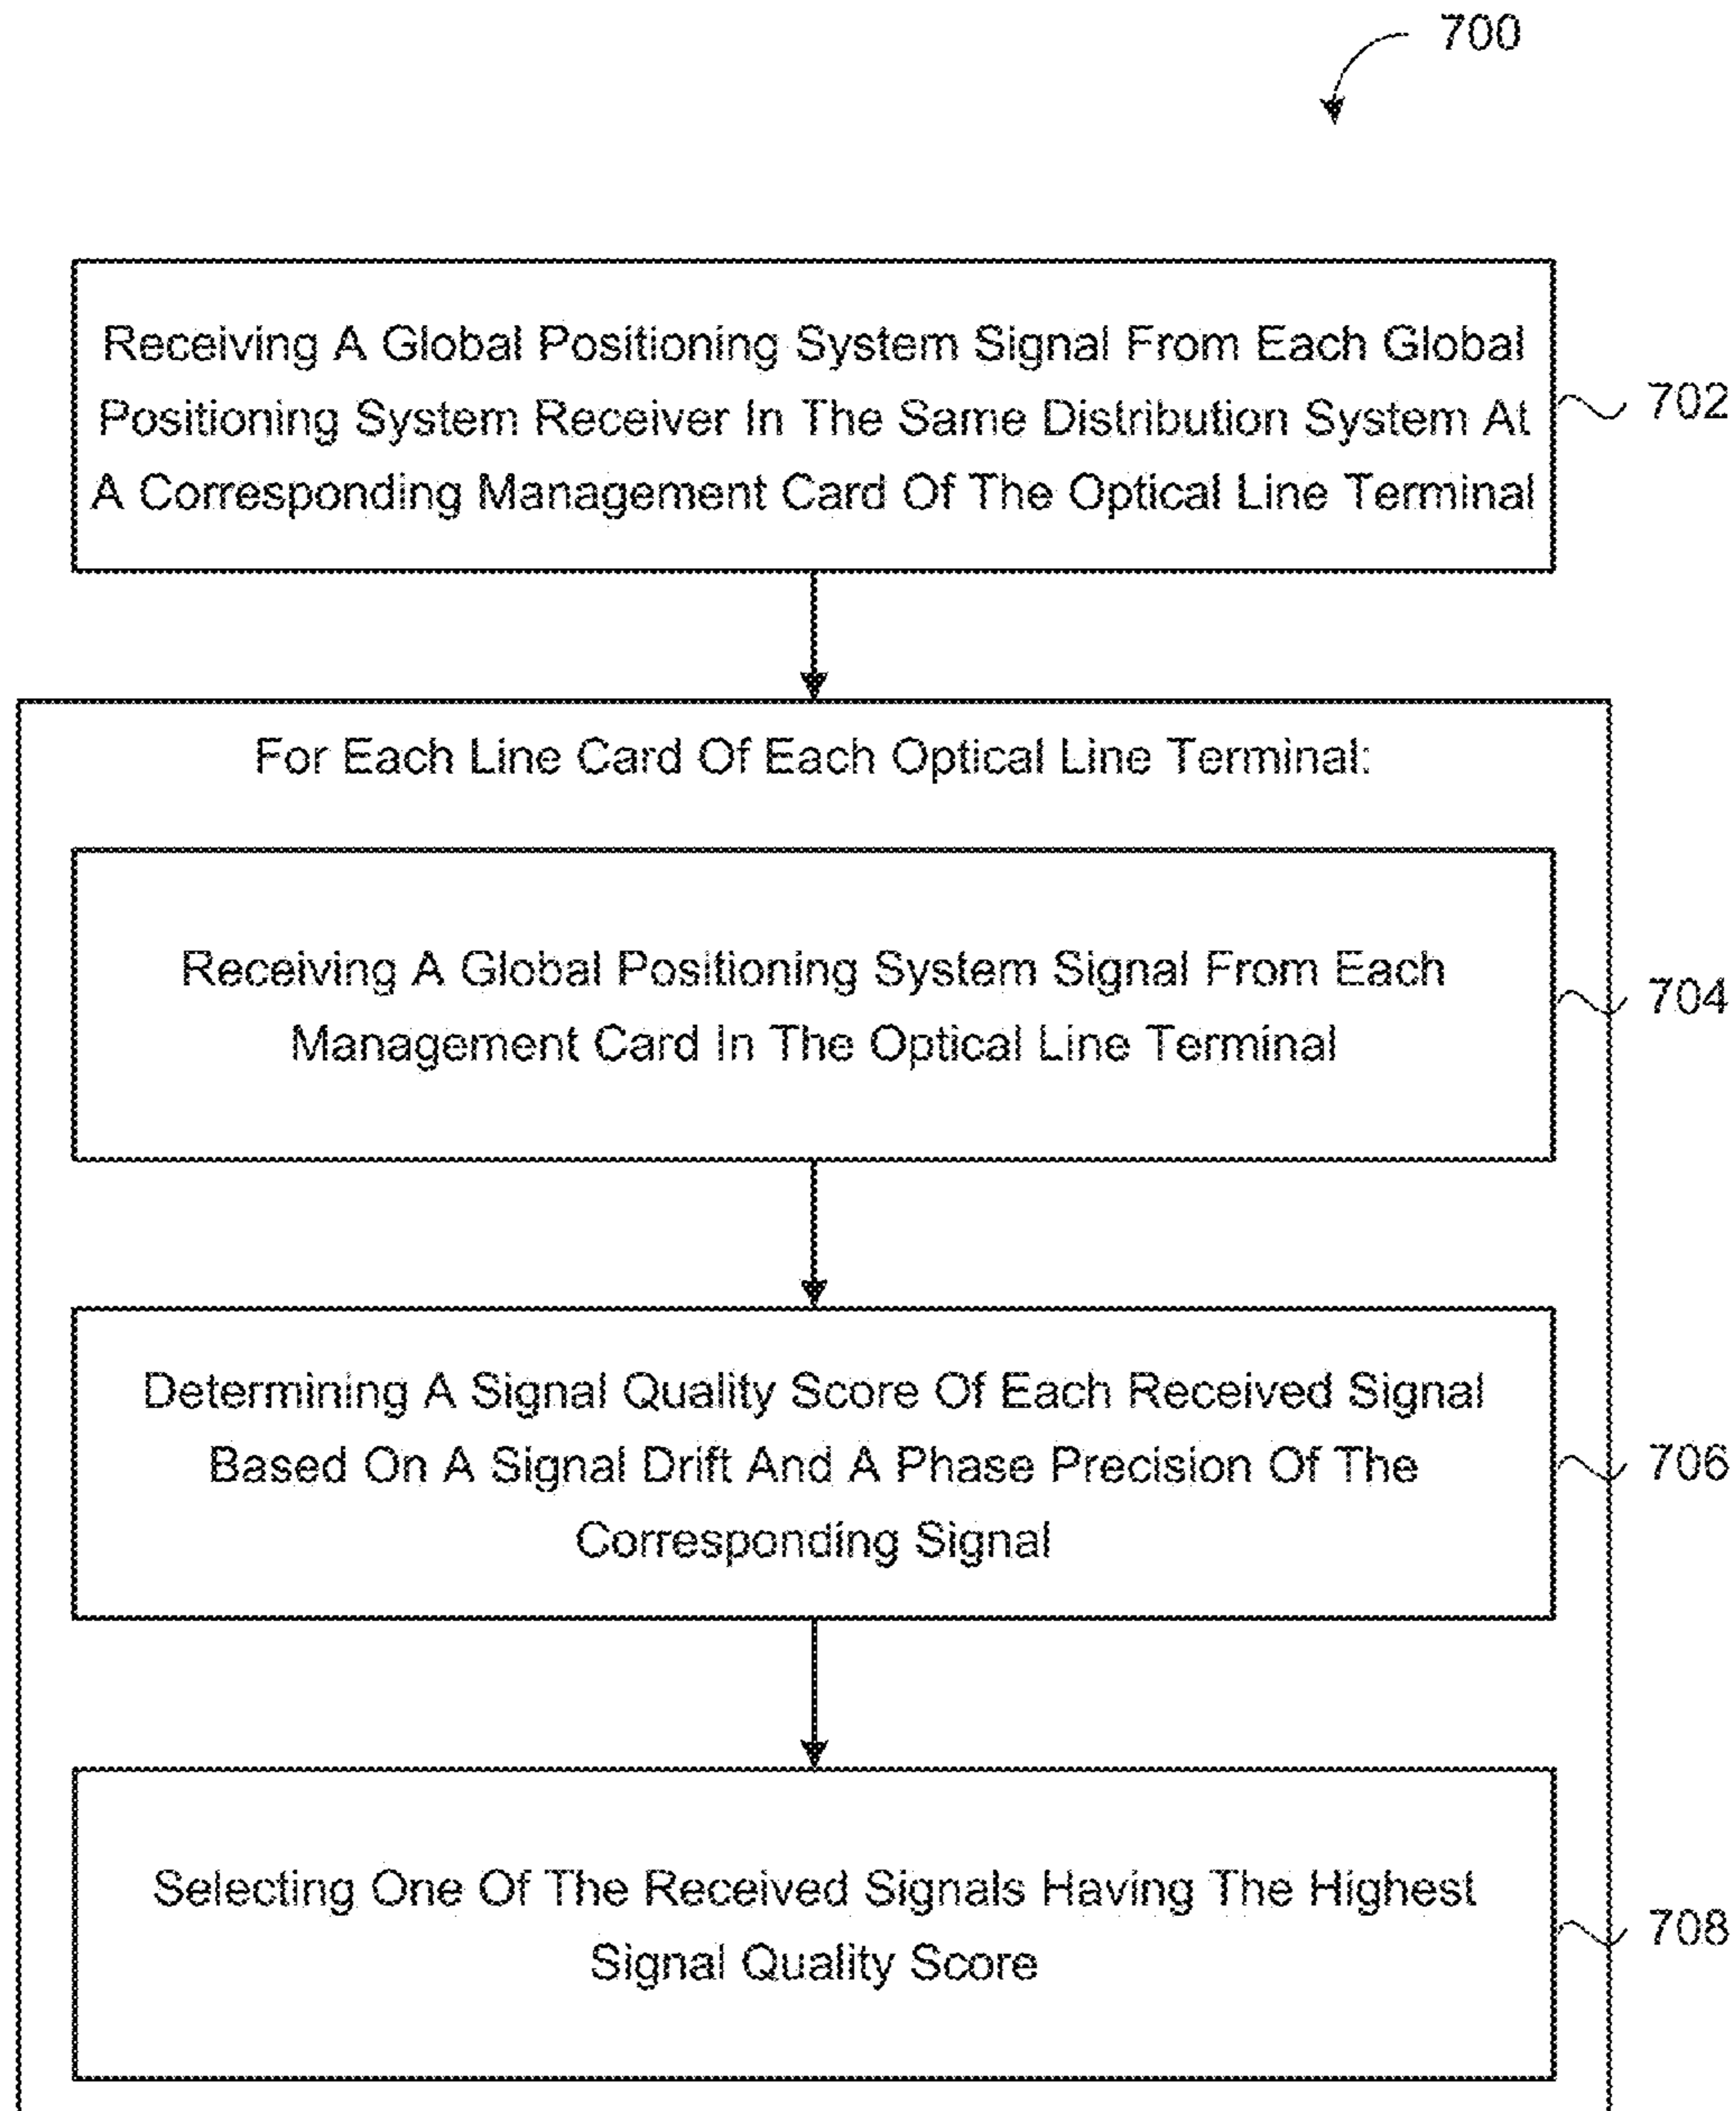 700
Receiving A Global Positioning System Signal From Each Global
Positioning System Receiver In The Same Distribution System At
A Corresponding Management Card Of The Optical Line Terminal
702
For Each Line Card Of Each Optical Line Terminal:
Receiving A Global Positioning System Signal From Each
Management Card In The Optical Line Terminal
704
Determining A Signal Quality Score Of Each Received Signal
Based On A Signal Drift And A Phase Precision Of The
Corresponding Signal
706
Selecting One Of The Received Signals Having The Highest
Signal Quality Score
708